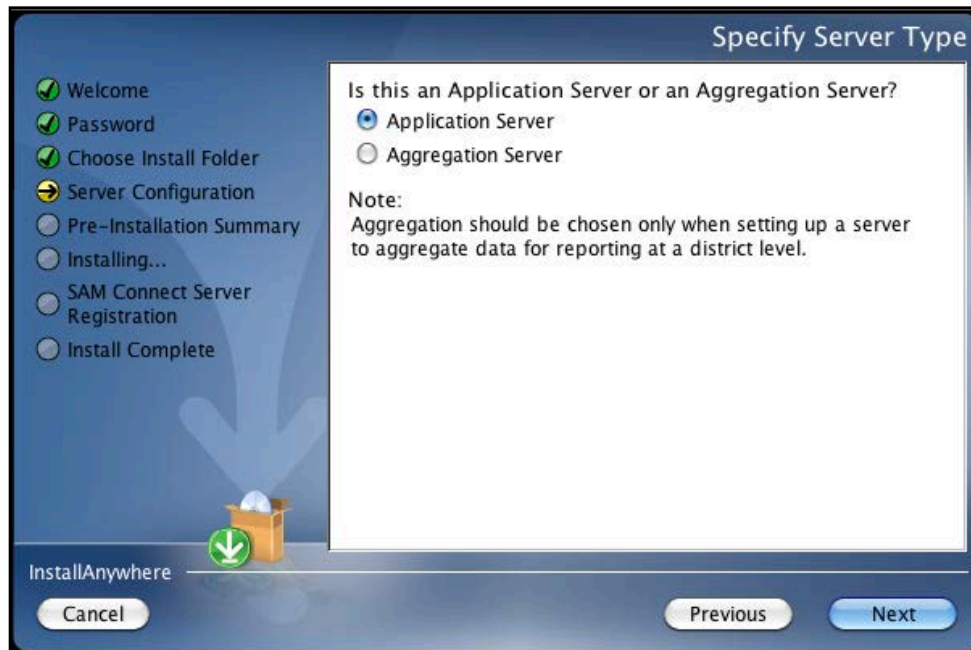 Specify Server Type
Welcome
Password
Choose Install Folder
Server Configuration
Pre-Installation Summary
Installing...
SAM Connect Server
Registration
Install Complete
Is this an Application Server or an Aggregation Server?
Application Server
Aggregation Server
Note:
Aggregation should be chosen only when setting up a server
to aggregate data for reporting at a district level.
InstallAnywhere
Cancel
Previous
Next